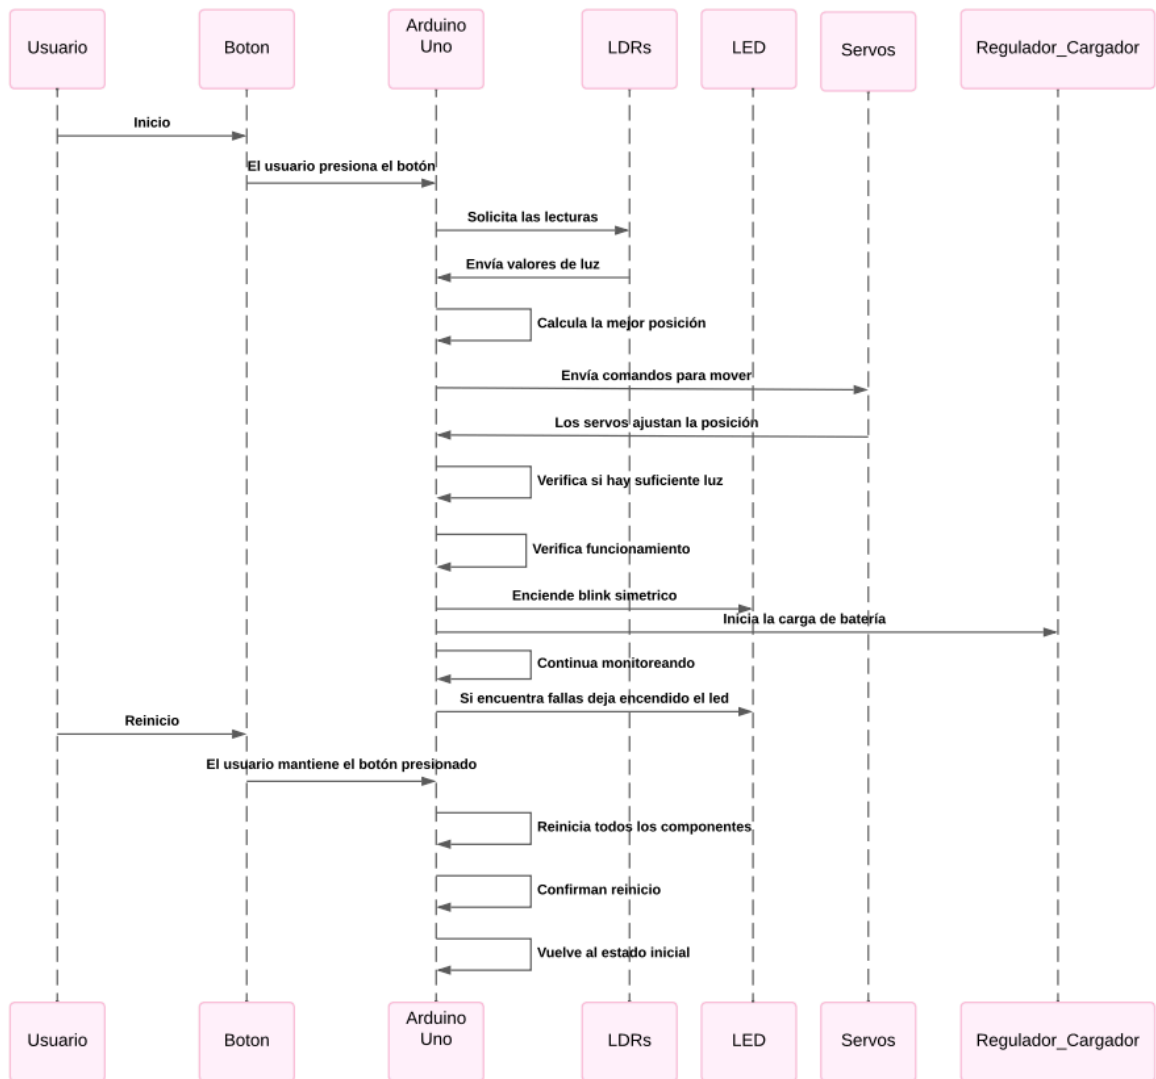 Usuario
Boton
Arduino
Uno
LDRs
LED
Servos
Regulador_Cargador
Inicio
El usuario presiona el botón
Solicita las lecturas
Envía valores de luz
Calcula la mejor posición
Envía comandos para mover
Los servos ajustan la posición
Verifica si hay suficiente luz
Verifica funcionamiento
Enciende blink simetrico
Inicia la carga de batería
Continua monitoreando
Si encuentra fallas deja encendido el led
Reinicio
El usuario mantiene el botón presionado
Reinicia todos los componentes
Confirman reinicio
Vuelve al estado inicial
Usuario
Boton
Arduino
Uno
LDRs
LED
Servos
Regulador_Cargador